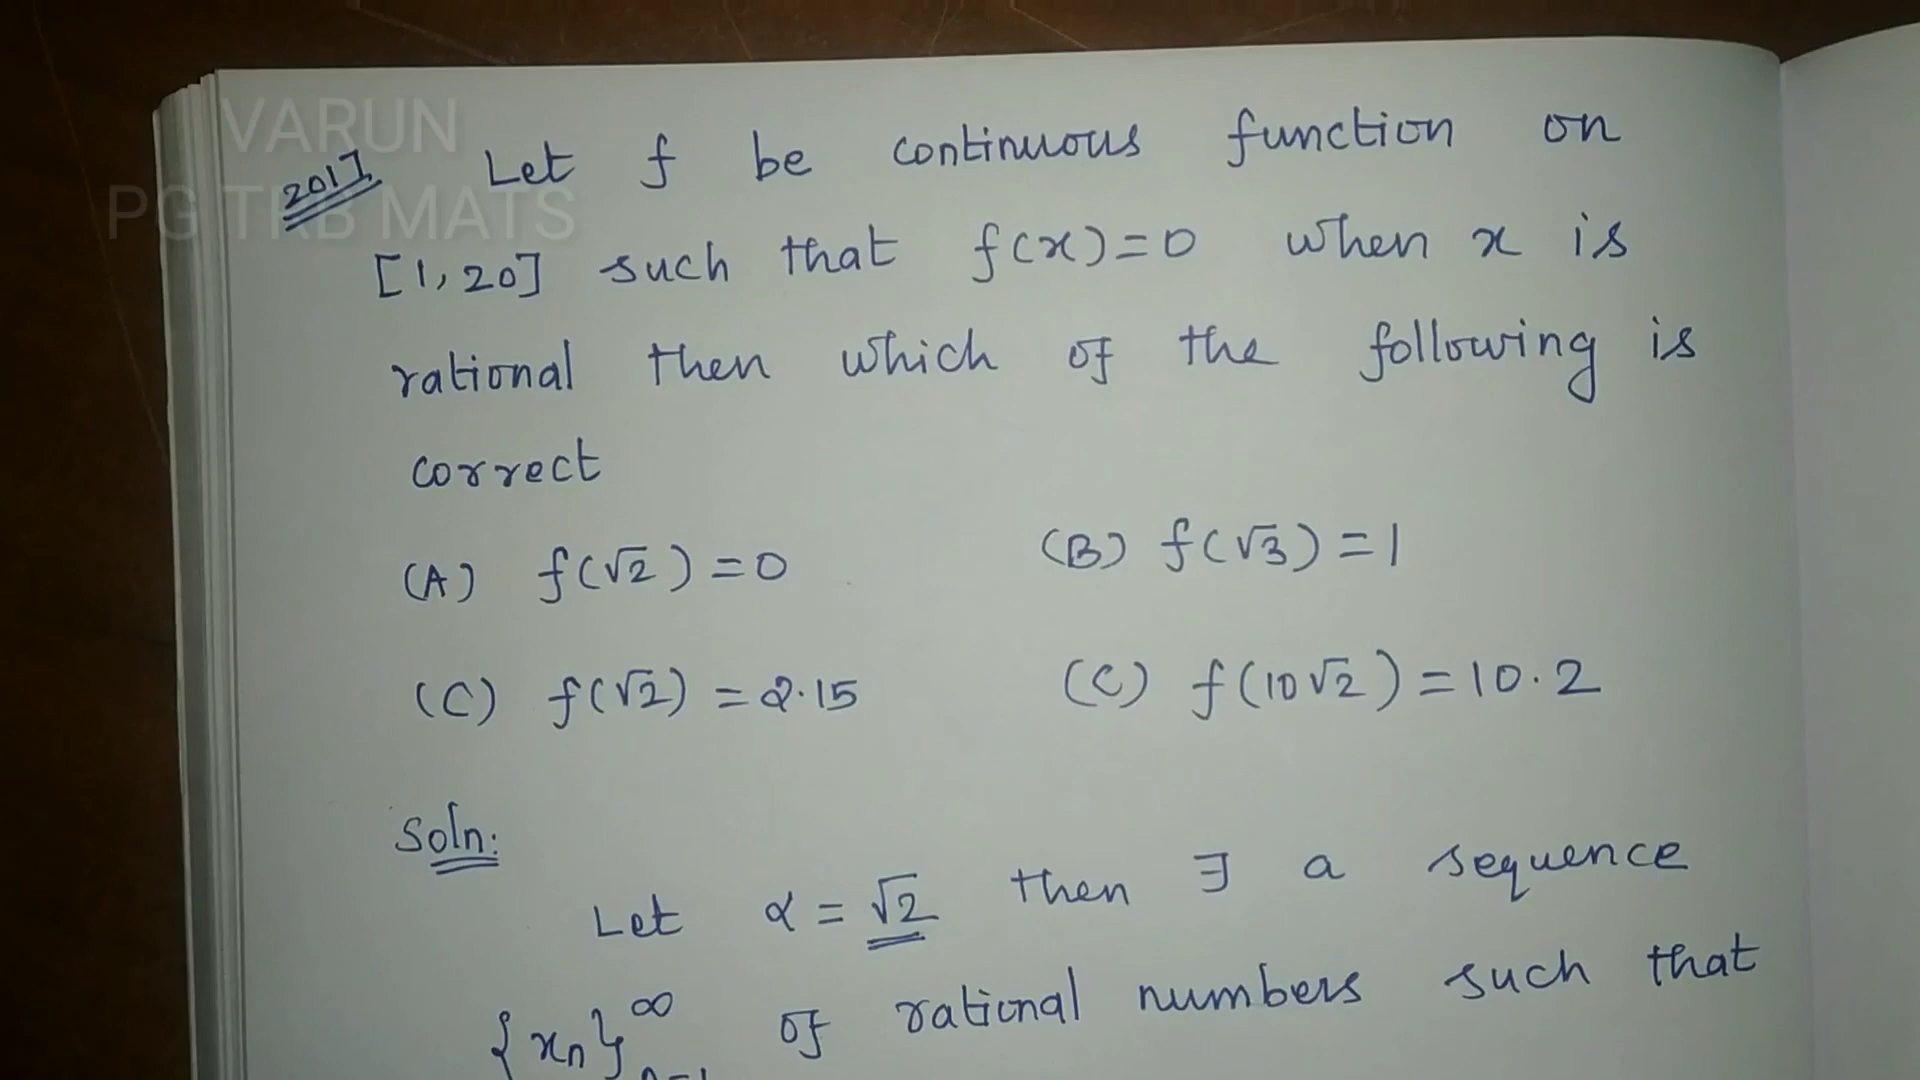 VARUN
PG TRB MATS
2017 Let f be continuous function on
[1,20] such that f(x)=0 when x is
rational then which of the following is
correct
(A) f(√2)=0 (B) f(√3)=1
(C) f(√2)=2.15 (C) f(10√2)=10.2
Soln:
Let α=√2 then ∃ a sequence
{xn}∞n=1 of rational numbers such that